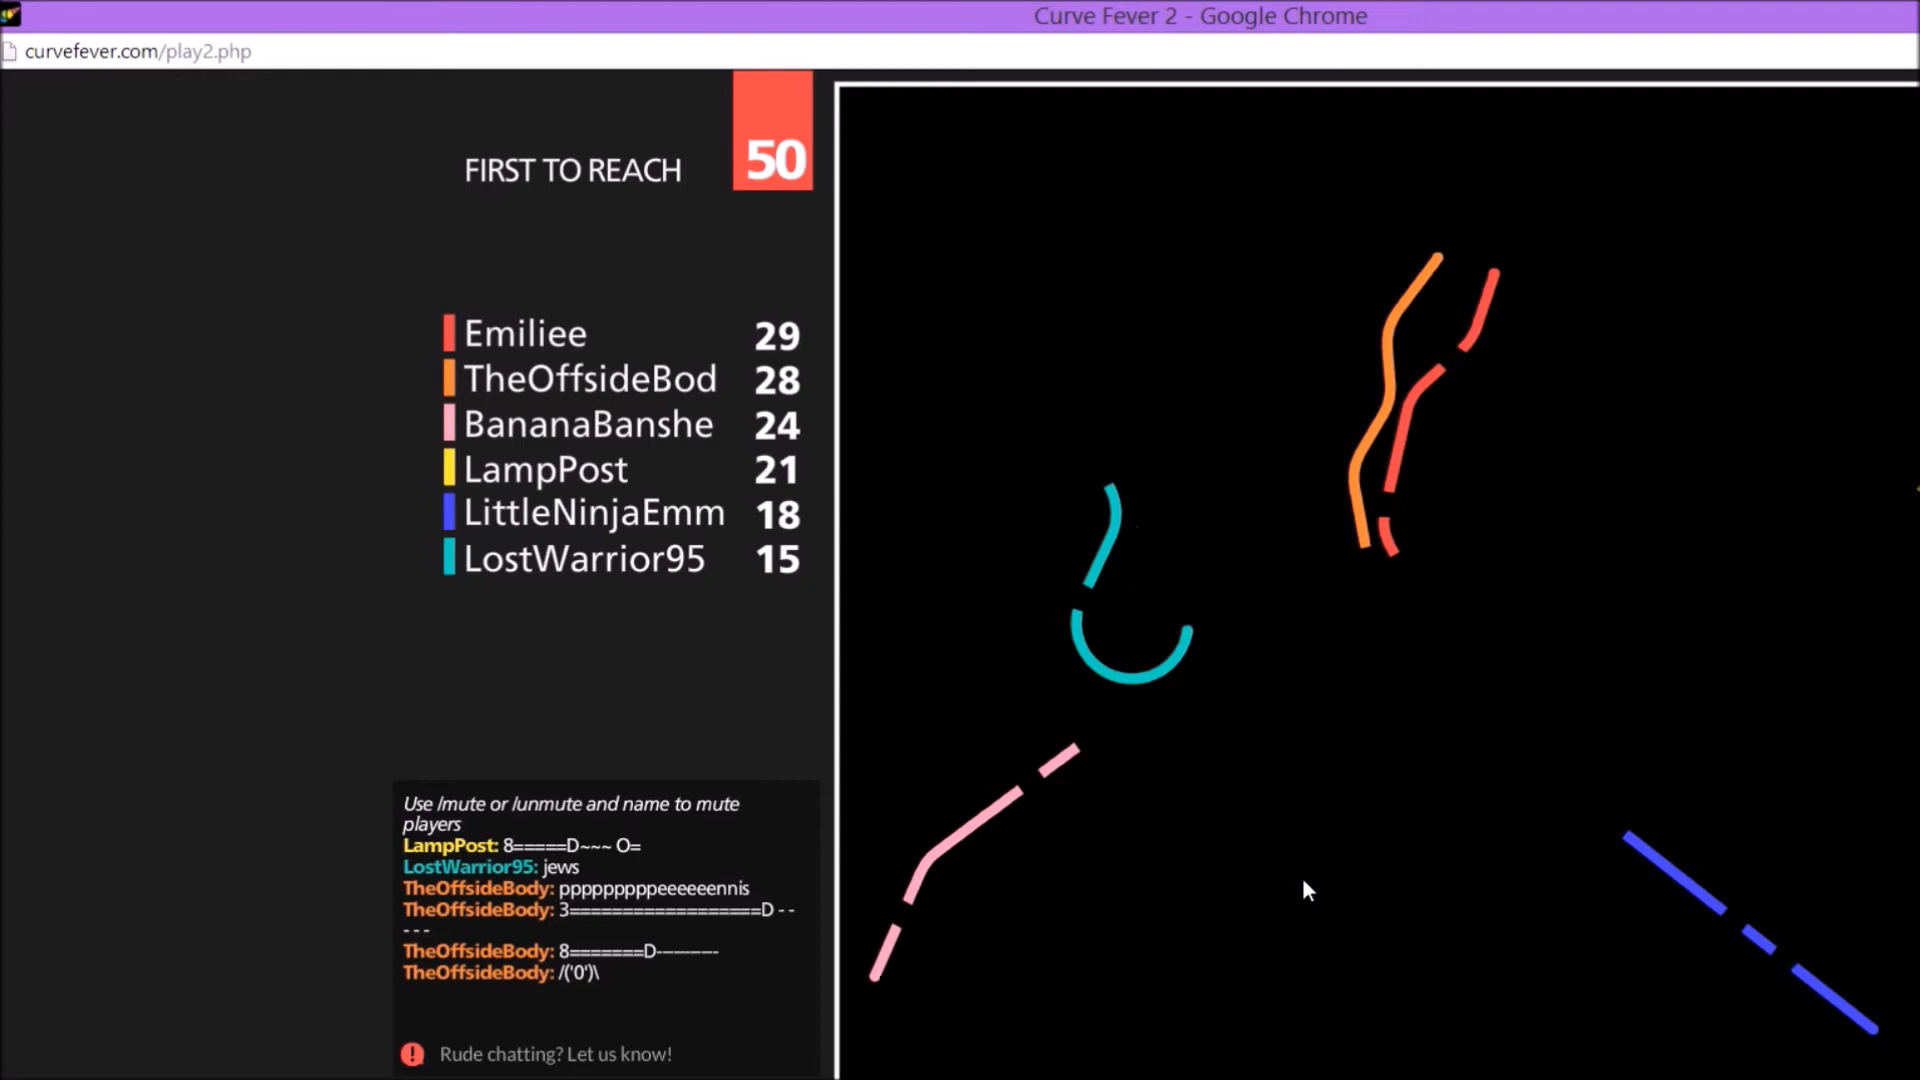 Curve Fever 2 - Google Chrome
curvefever.com/play2.php
FIRST TO REACH 50
Emiliee 29
TheOffsideBod 28
BananaBanshe 24
LampPost 21
LittleNinjaEmm 18
LostWarrior95 15
Use /mute or /unmute and name to mute
players
LampPost: 8=====D~~~ O=
LostWarrior95: jews
TheOffsideBody: pppppppppeeeeeennis
TheOffsideBody: 3==================D - -
- - -
TheOffsideBody: 8=======D----------
TheOffsideBody: /('0')\
Rude chatting? Let us know!